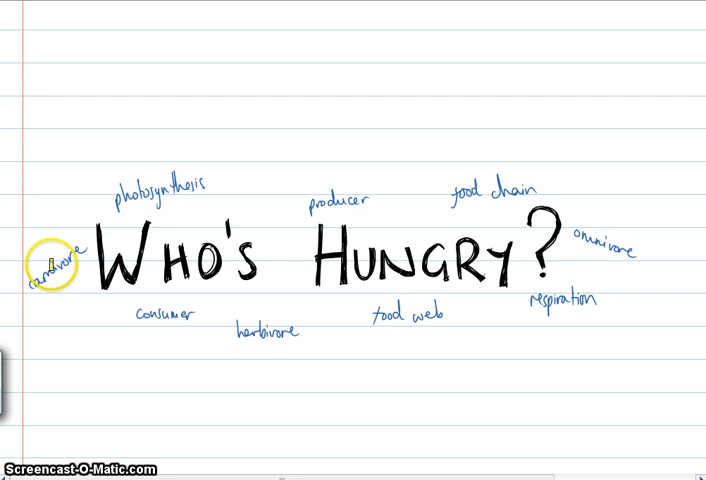 photosynthesis
producer
food chain
carnivore
WHO'S HUNGRY?
omnivore
consumer
herbivore
food web
respiration
Screencast-O-Matic.com